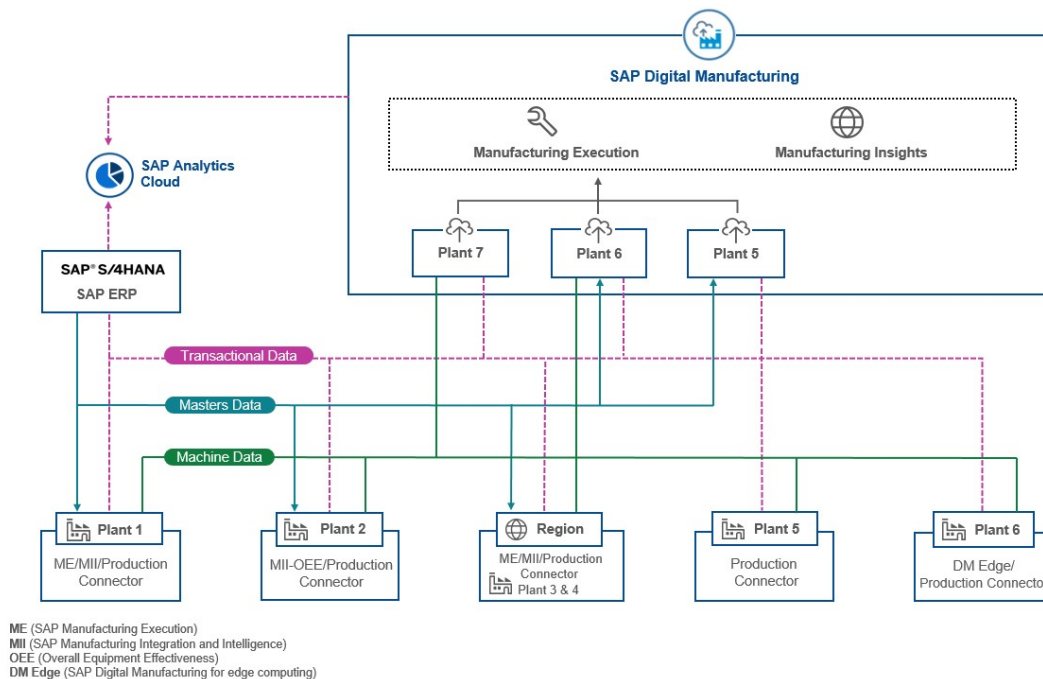 SAP Digital Manufacturing
Manufacturing Execution
Manufacturing Insights
SAP Analytics
Cloud
Plant 7
Plant 6
Plant 5
SAP® S/4HANA
SAP ERP
Transactional Data
Masters Data
Machine Data
Plant 1
ME/MII/Production
Connector
Plant 2
MII-OEE/Production
Connector
Region
ME/MII/Production
Connector
Plant 3 & 4
Plant 5
Production
Connector
Plant 6
DM Edge/
Production Connector
ME (SAP Manufacturing Execution)
MII (SAP Manufacturing Integration and Intelligence)
OEE (Overall Equipment Effectiveness)
DM Edge (SAP Digital Manufacturing for edge computing)